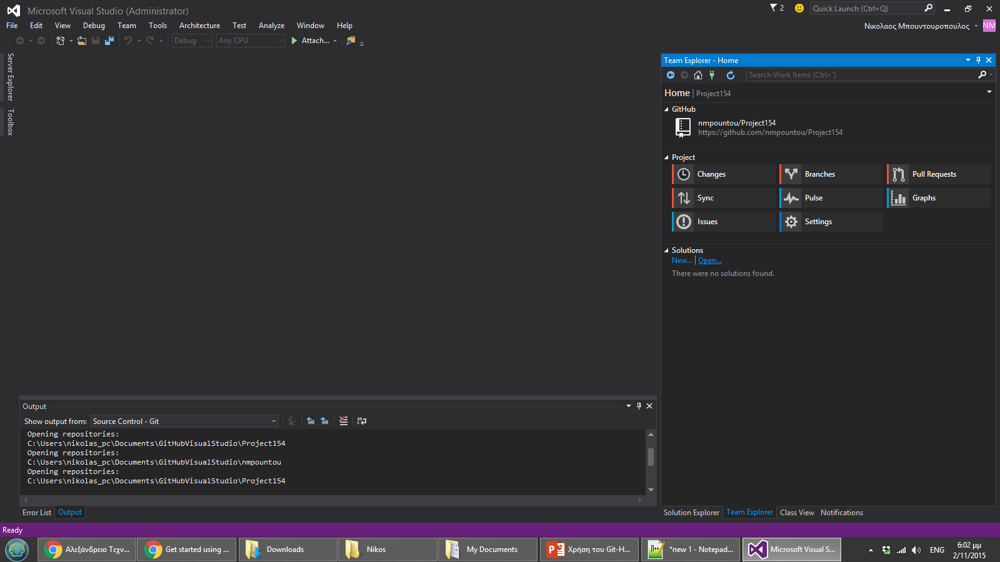 Microsoft Visual Studio (Administrator)
2
Quick Launch (Ctrl+Q)
File Edit View Debug Team Tools Architecture Test Analyze Window Help
Νικολαος Μπουντουροπουλος NM
Debug Any CPU Attach...
Server Explorer
Toolbox
Team Explorer - Home
Search Work Items (Ctrl+')
Home | Project154
GitHub
nmpountou/Project154
https://github.com/nmpountou/Project154
Project
Changes Branches Pull Requests
Sync Pulse Graphs
Issues Settings
Solutions
New... | Open...
There were no solutions found.
Output
Show output from: Source Control - Git
Opening repositories:
C:\Users\nikolas_pc\Documents\GitHubVisualStudio\Project154
Opening repositories:
C:\Users\nikolas_pc\Documents\GitHubVisualStudio\nmpountou
Opening repositories:
C:\Users\nikolas_pc\Documents\GitHubVisualStudio\Project154
Error List Output
Solution Explorer Team Explorer Class View Notifications
Ready
Αλεξάνδρειο Τεχν... Get started using ... Downloads Nikos My Documents Χρήση του Git-H... *new 1 - Notepad... Microsoft Visual S... ENG
6:02 μμ
2/11/2015